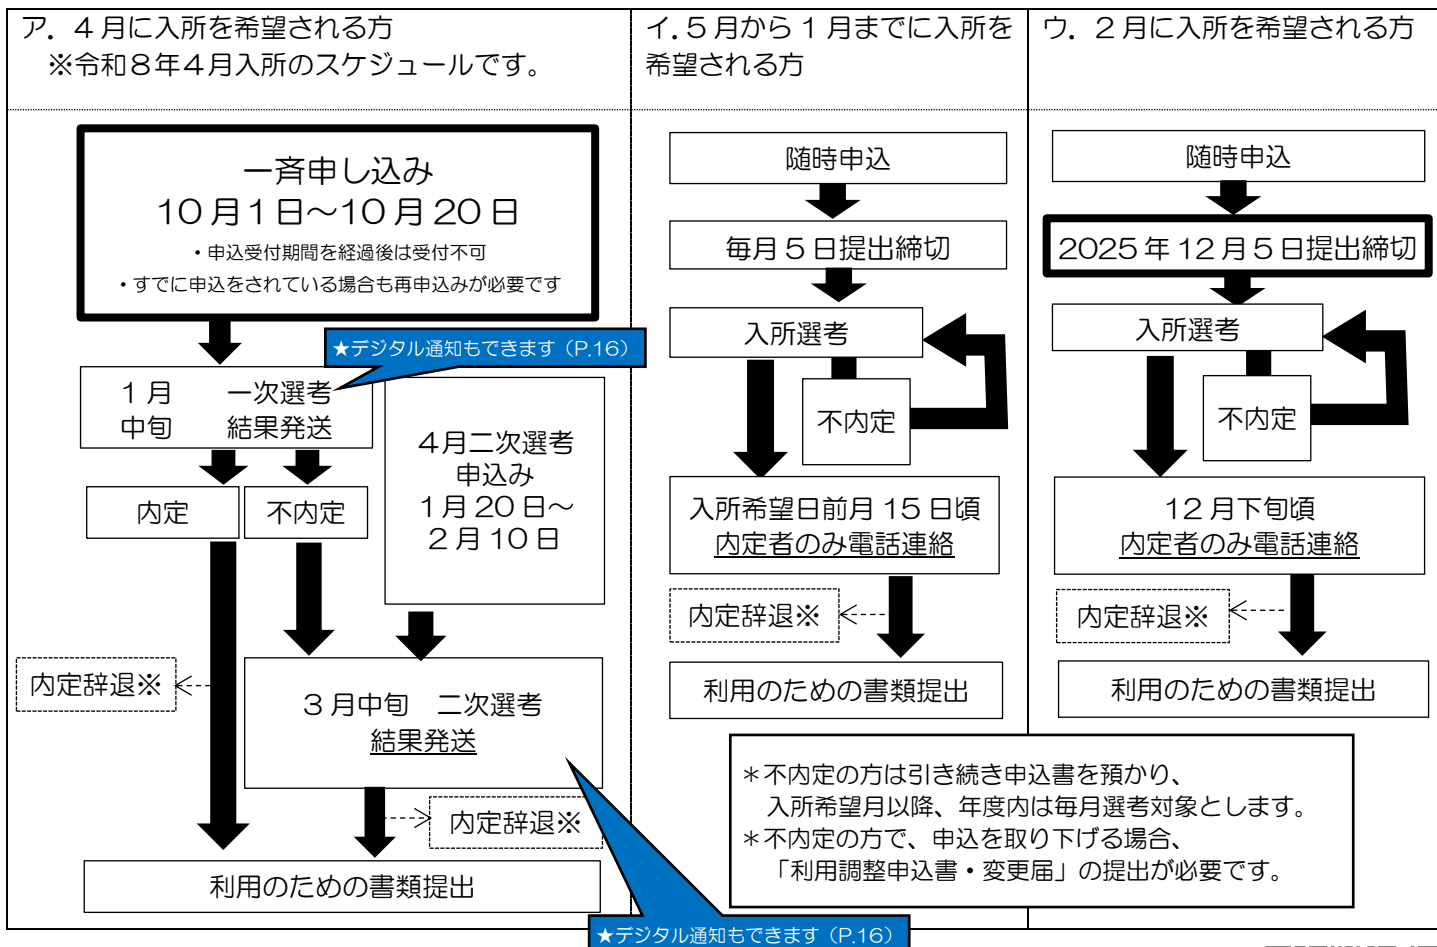 ア．４月に入所を希望される方
※令和８年４月入所のスケジュールです。
一斉申し込み
10月1日～10月20日
・申込受付期間を経過後は受付不可
・すでに申込をされている場合も再申込みが必要です
★デジタル通知もできます（P.16）
１月　一次選考
中旬　結果発送
内定
不内定
４月二次選考
申込み
１月20日～
２月10日
内定辞退※
３月中旬　二次選考
結果発送
内定辞退※
利用のための書類提出
★デジタル通知もできます（P.16）
イ．５月から１月までに入所を
希望される方
随時申込
毎月５日提出締切
入所選考
不内定
入所希望日前月15日頃
内定者のみ電話連絡
内定辞退※
利用のための書類提出
ウ．２月に入所を希望される方
随時申込
2025年12月5日提出締切
入所選考
不内定
12月下旬頃
内定者のみ電話連絡
内定辞退※
利用のための書類提出
＊不内定の方は引き続き申込書を預かり、
入所希望月以降、年度内は毎月選考対象とします。
＊不内定の方で、申込を取り下げる場合、
「利用調整申込書・変更届」の提出が必要です。